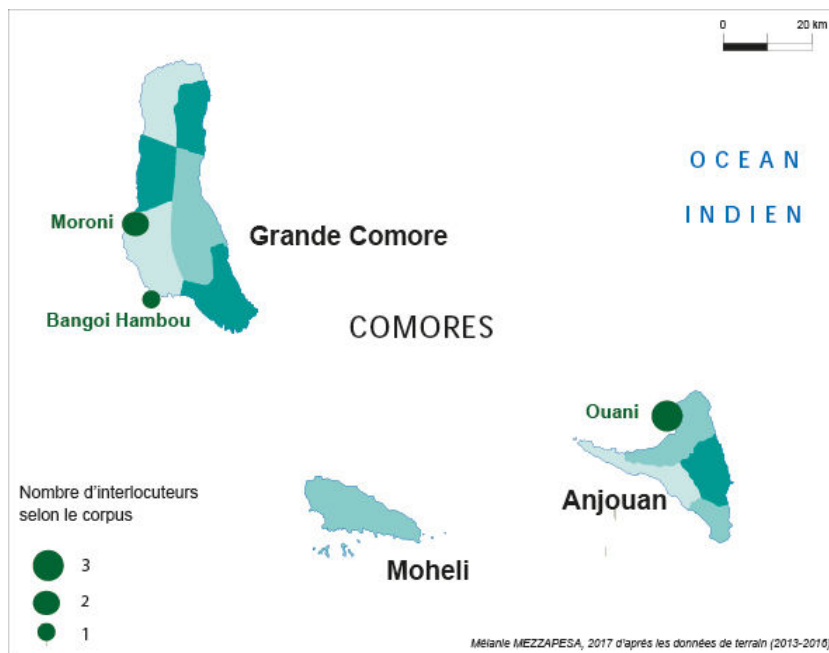 0 20 km
OCEAN
INDIEN
Moroni
Grande Comore
Bangoi Hambou
COMORES
Ouani
Anjouan
Moheli
Nombre d'interlocuteurs
selon le corpus
3
2
1
Mélanie MEZZAPESA, 2017 d'après les données de terrain (2013-2016)